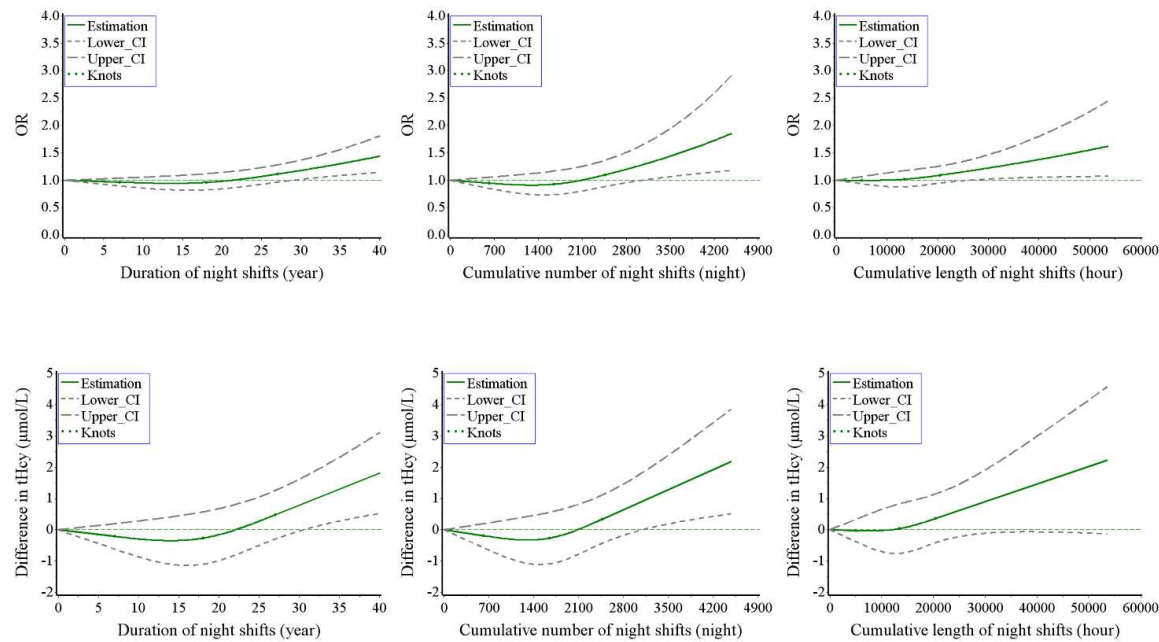 4.0
3.5
3.0
2.5
2.0
1.5
1.0
0.5
0.0
OR
Estimation
Lower_CI
Upper_CI
Knots
0 5 10 15 20 25 30 35 40
Duration of night shifts (year)
4.0
3.5
3.0
2.5
2.0
1.5
1.0
0.5
0.0
OR
Estimation
Lower_CI
Upper_CI
Knots
0 700 1400 2100 2800 3500 4200 4900
Cumulative number of night shifts (night)
4.0
3.5
3.0
2.5
2.0
1.5
1.0
0.5
0.0
OR
Estimation
Lower_CI
Upper_CI
Knots
0 10000 20000 30000 40000 50000 60000
Cumulative length of night shifts (hour)
5
4
3
2
1
0
-1
-2
Difference in tHcy (μmol/L)
Estimation
Lower_CI
Upper_CI
Knots
0 5 10 15 20 25 30 35 40
Duration of night shifts (year)
5
4
3
2
1
0
-1
-2
Difference in tHcy (μmol/L)
Estimation
Lower_CI
Upper_CI
Knots
0 700 1400 2100 2800 3500 4200 4900
Cumulative number of night shifts (night)
5
4
3
2
1
0
-1
-2
Difference in tHcy (μmol/L)
Estimation
Lower_CI
Upper_CI
Knots
0 10000 20000 30000 40000 50000 60000
Cumulative length of night shifts (hour)